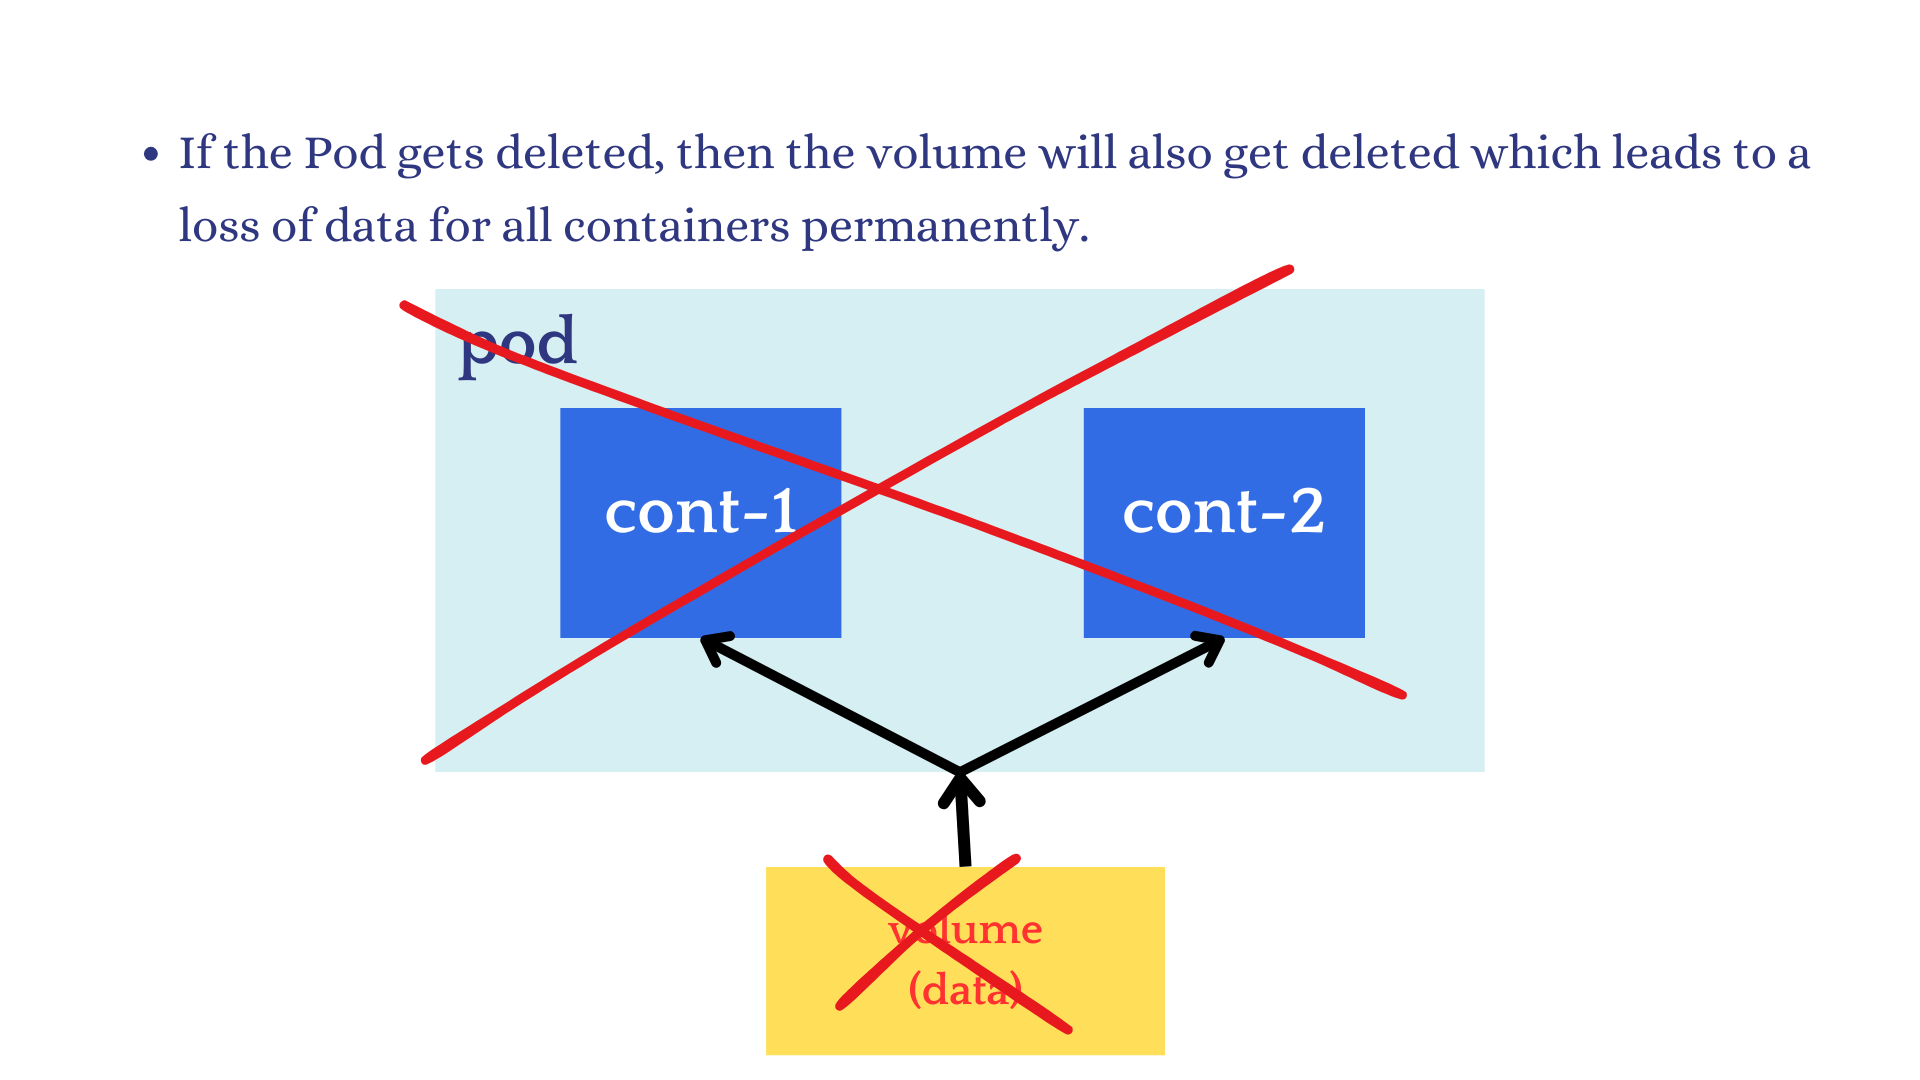 • If the Pod gets deleted, then the volume will also get deleted which leads to a
loss of data for all containers permanently.
pod
cont-1
cont-2
volume
(data)